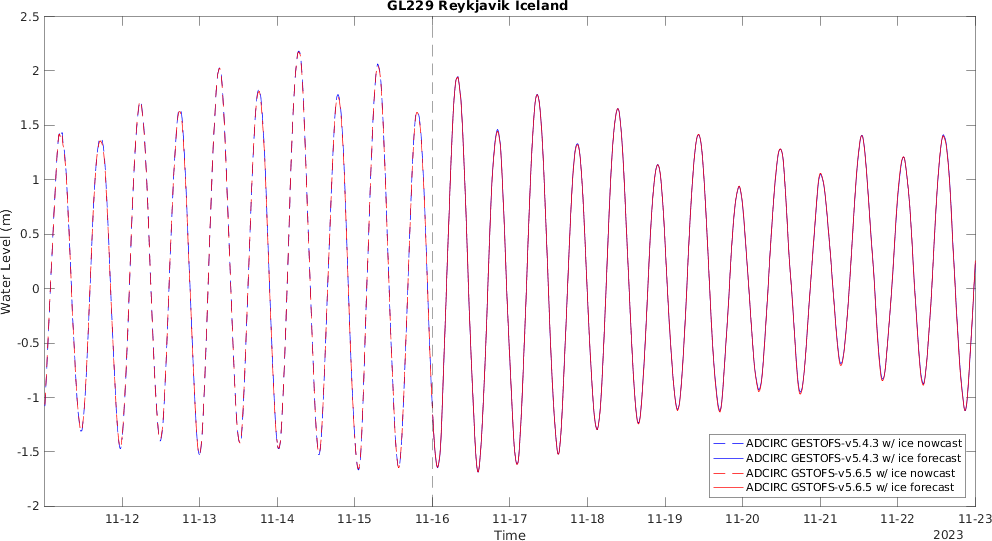 GL229 Reykjavik Iceland
2.5
2
1.5
1
0.5
0
-0.5
-1
-1.5
-2
Water Level (m)
ADCIRC GESTOFS-v5.4.3 w/ ice nowcast
ADCIRC GESTOFS-v5.4.3 w/ ice forecast
ADCIRC GSTOFS-v5.6.5 w/ ice nowcast
ADCIRC GSTOFS-v5.6.5 w/ ice forecast
11-12 11-13 11-14 11-15 11-16 11-17 11-18 11-19 11-20 11-21 11-22 11-23
Time
2023